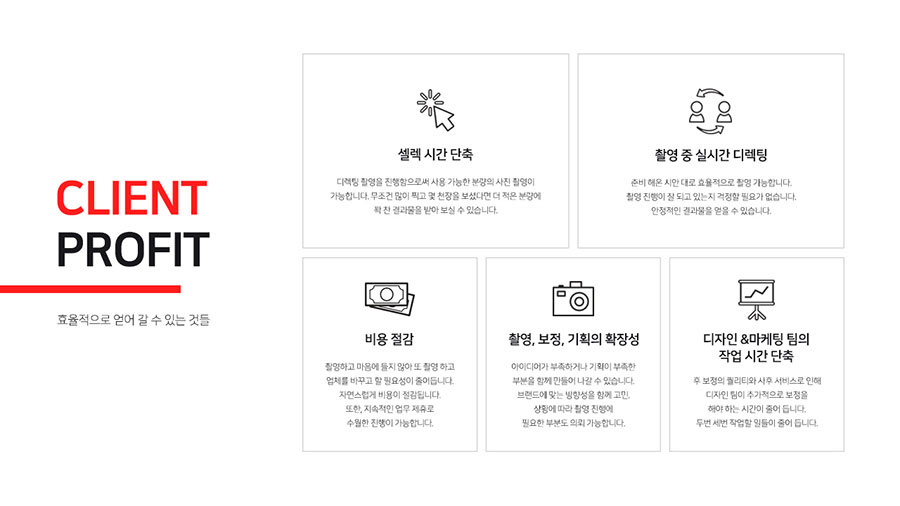 CLIENT
PROFIT
효율적으로 얻어 갈 수 있는 것들
셀렉 시간 단축
디렉팅 촬영을 진행함으로써 사용 가능한 분량의 사진 촬영이
가능합니다. 무조건 많이 찍고 몇 천장을 보셨다면 더 적은 분량에
꽉 찬 결과물을 받아 보실 수 있습니다.
촬영 중 실시간 디렉팅
준비 해온 시안 대로 효율적으로 촬영 가능합니다.
촬영 진행이 잘 되고 있는지 걱정할 필요가 없습니다.
안정적인 결과물을 얻을 수 있습니다.
비용 절감
촬영하고 마음에 들지 않아 또 촬영 하고
업체를 바꾸고 할 필요성이 줄어듭니다.
자연스럽게 비용이 절감됩니다.
또한, 지속적인 업무 제휴로
수월한 진행이 가능합니다.
촬영, 보정, 기획의 확장성
아이디어가 부족하거나 기획이 부족한
부분을 함께 만들어 나갈 수 있습니다.
브랜드에 맞는 방향성을 함께 고민,
상황에 따라 촬영 진행에
필요한 부분도 의뢰 가능합니다.
디자인 &마케팅 팀의
작업 시간 단축
후 보정의 퀄리티와 사후 서비스로 인해
디자인 팀이 추가적으로 보정을
해야 하는 시간이 줄어 듭니다.
두번 세번 작업할 일들이 줄어 듭니다.